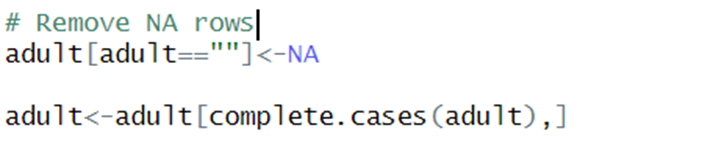 # Remove NA rows
adult[adult==""]<-NA
adult<-adult[complete.cases(adult),]